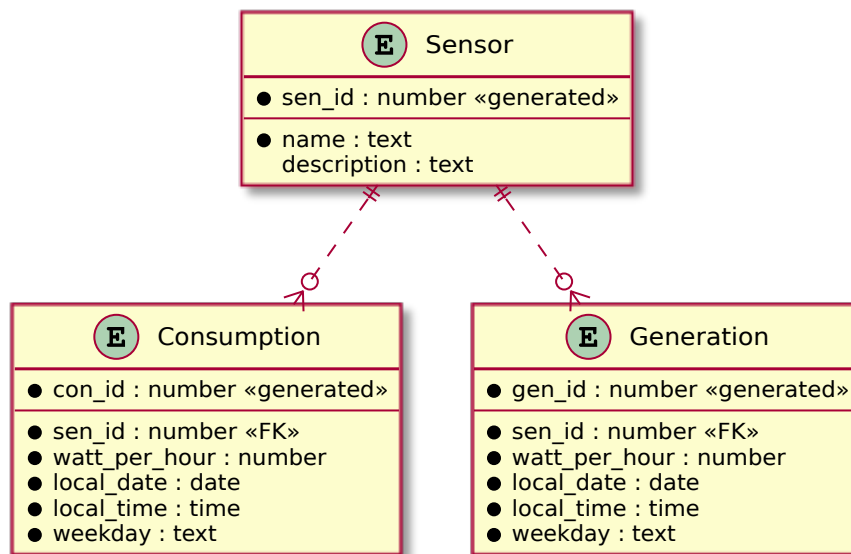 E Sensor
sen_id : number «generated»
name : text
description : text
E Consumption
con_id : number «generated»
sen_id : number «FK»
watt_per_hour : number
local_date : date
local_time : time
weekday : text
E Generation
gen_id : number «generated»
sen_id : number «FK»
watt_per_hour : number
local_date : date
local_time : time
weekday : text